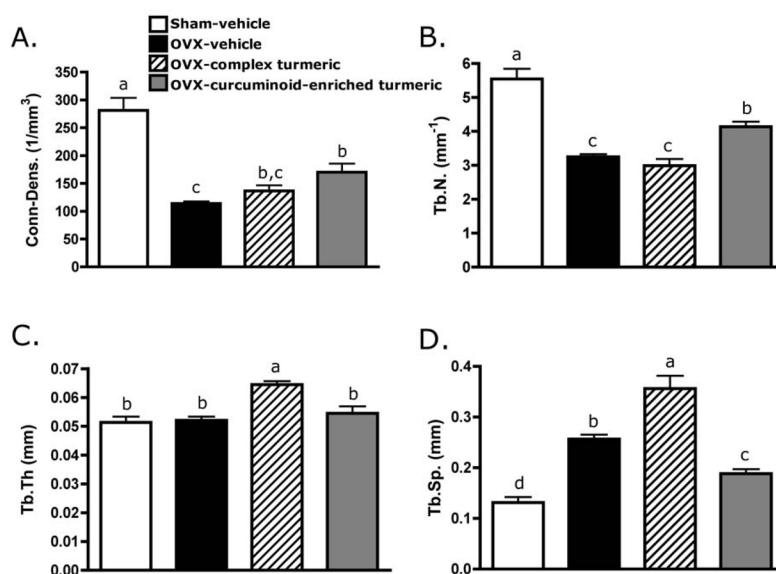 Sham-vehicle
OVX-vehicle
OVX-complex turmeric
OVX-curcuminoid-enriched turmeric
A.
Conn-Dens. (1/mm³)
350
300
250
200
150
100
50
0
a
c
b,c
b
B.
Tb.N. (mm⁻¹)
6
5
4
3
2
1
0
a
c
c
b
C.
Tb.Th (mm)
0.07
0.06
0.05
0.04
0.03
0.02
0.01
0.00
b
b
a
b
D.
Tb.Sp. (mm)
0.4
0.3
0.2
0.1
0.0
d
b
a
c